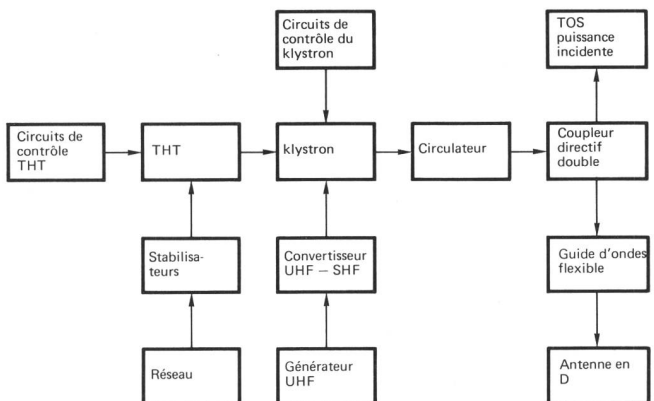 Circuits de
contrôle du
klystron
TOS
puissance
incidente
Circuits de
contrôle
THT
THT
klystron
Circulateur
Coupleur
directif
double
Stabilisa-
teurs
Convertisseur
UHF — SHF
Guide d'ondes
flexible
Réseau
Générateur
UHF
Antenne en
D